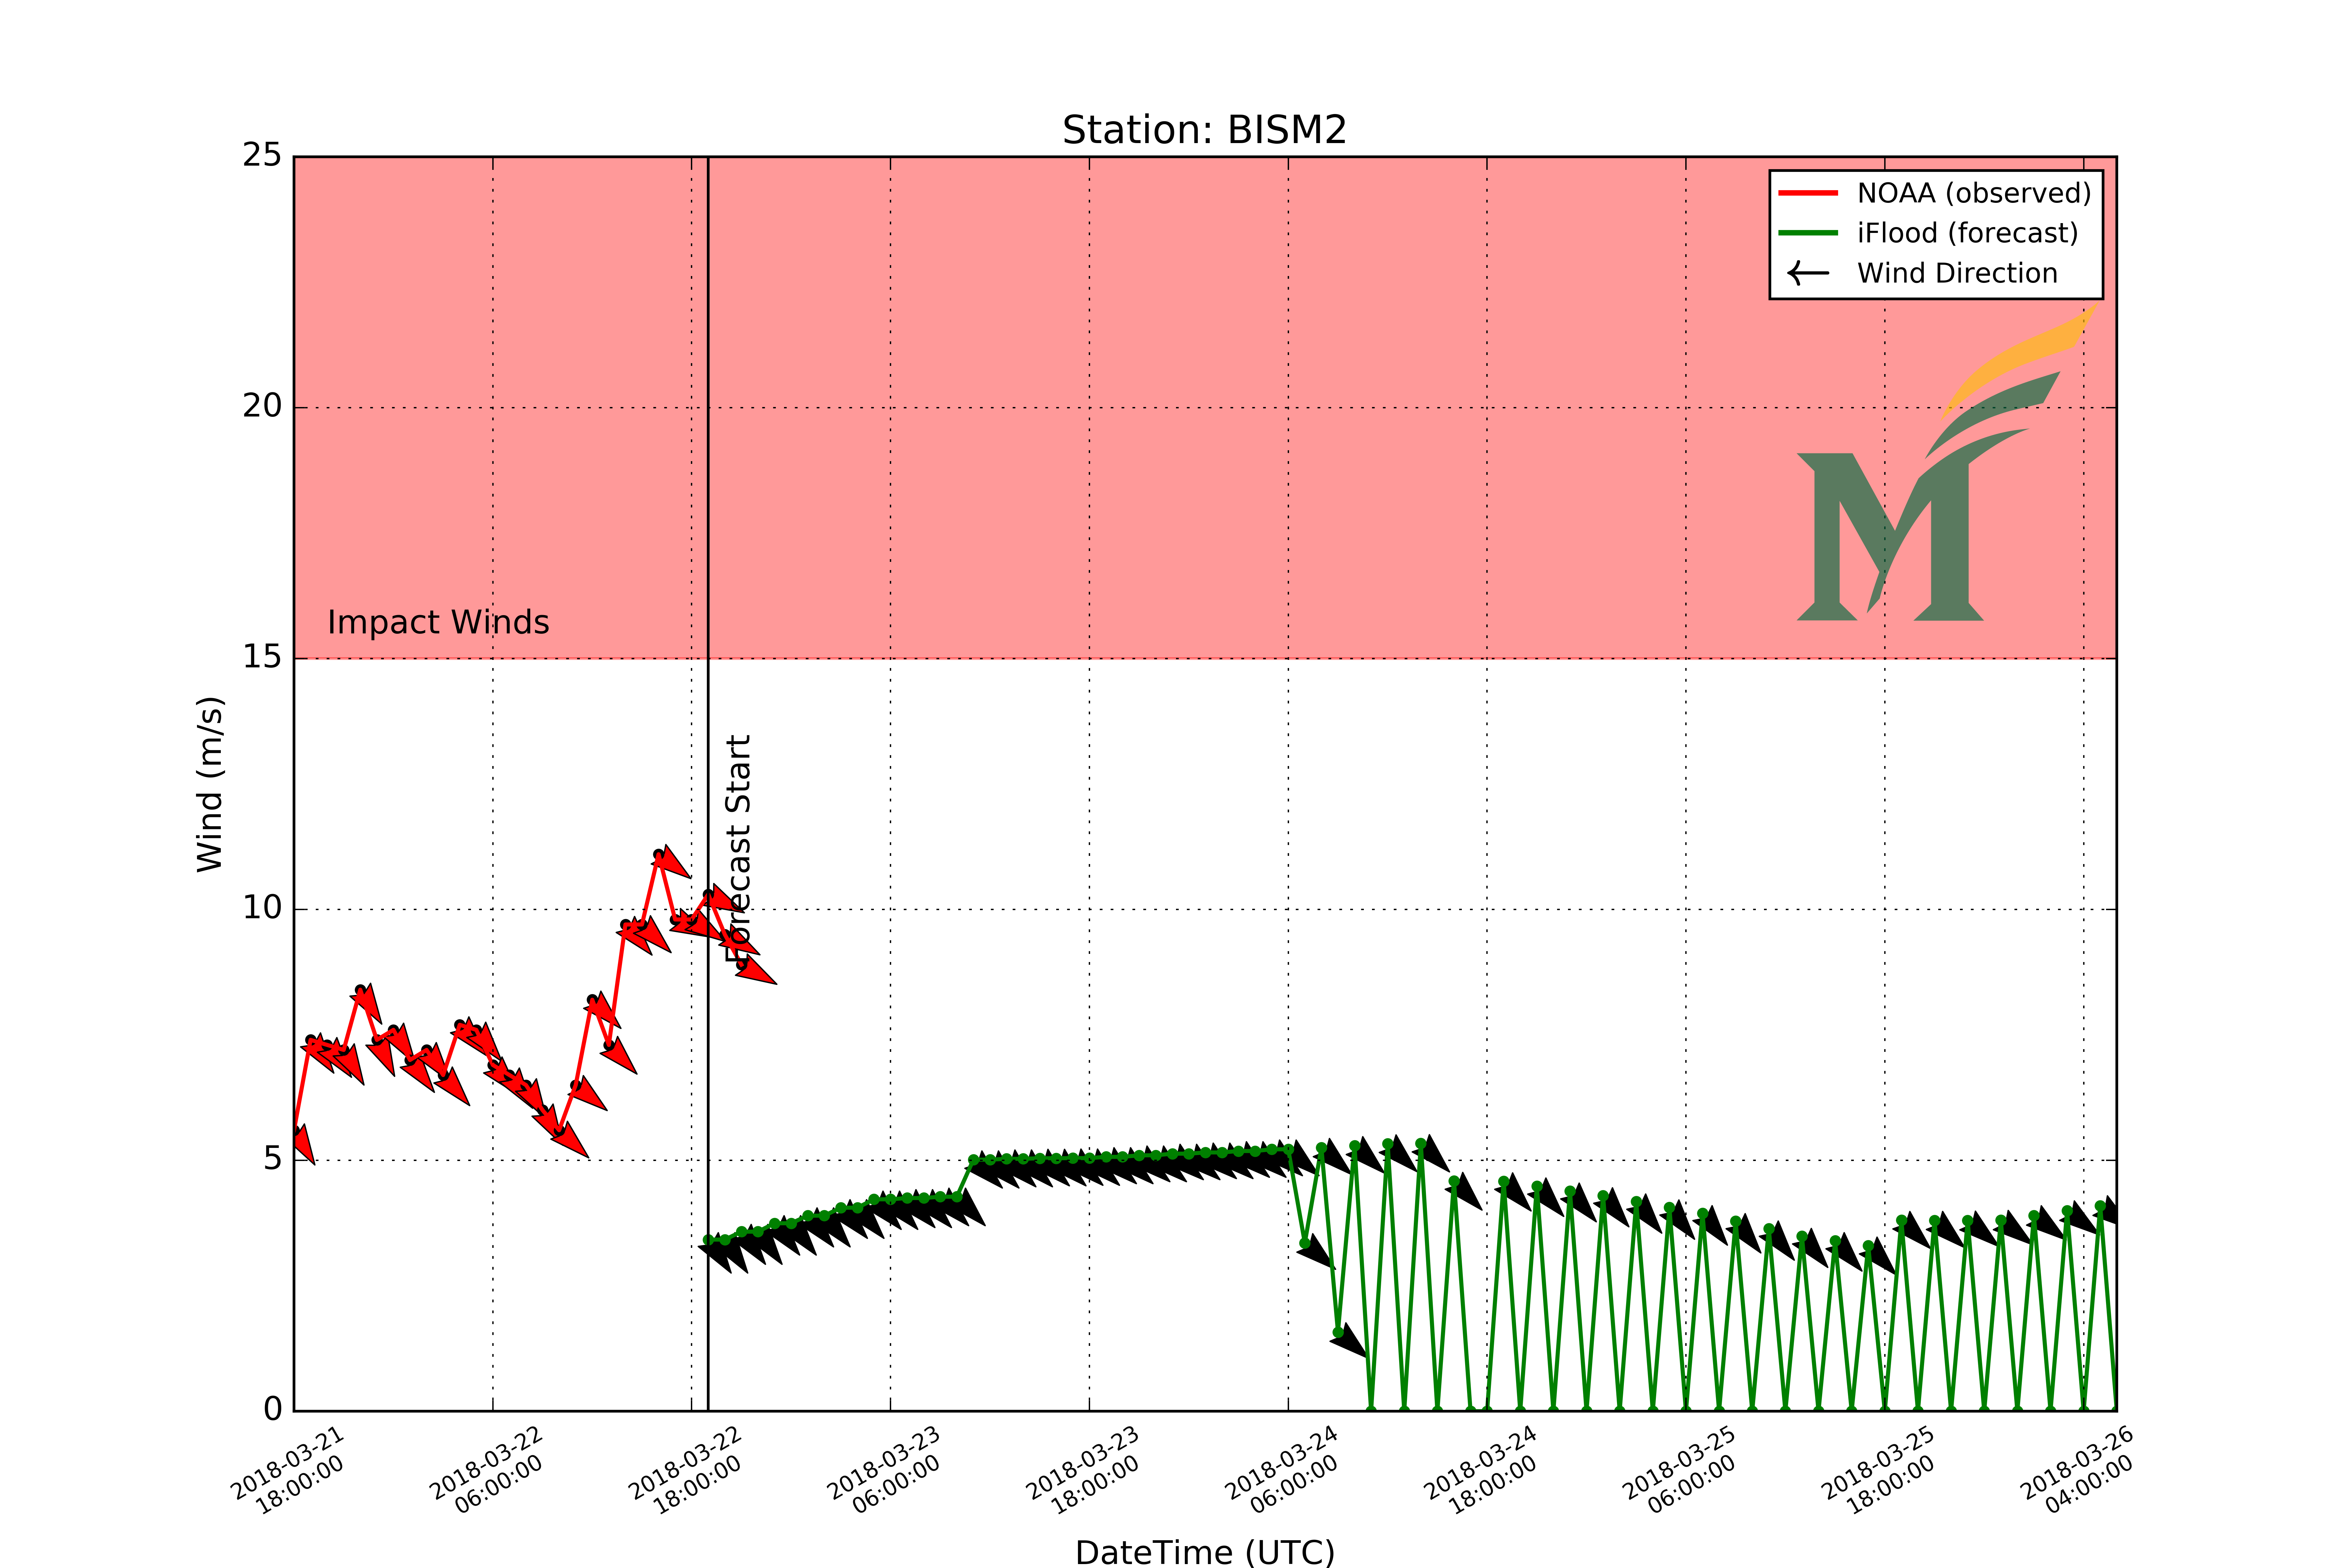 Station: BISM2
25
20
15
10
5
0
Wind (m/s)
NOAA (observed)
iFlood (forecast)
Wind Direction
M
Impact Winds
Forecast Start
2018-03-21
18:00:00
2018-03-22
06:00:00
2018-03-22
18:00:00
2018-03-23
06:00:00
2018-03-23
18:00:00
2018-03-24
06:00:00
2018-03-24
18:00:00
2018-03-25
06:00:00
2018-03-25
18:00:00
2018-03-26
04:00:00
DateTime (UTC)